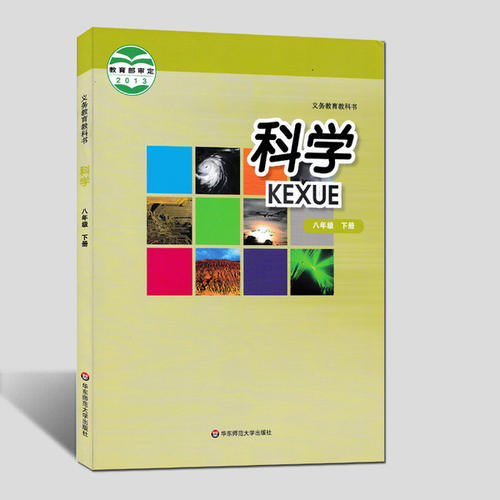 教育部审定
2013
义务教育教科书
科学
KEXUE
八年级 下册
华东师范大学出版社
义务教育教科书
科学
八年级 下册
华东师范大学出版社